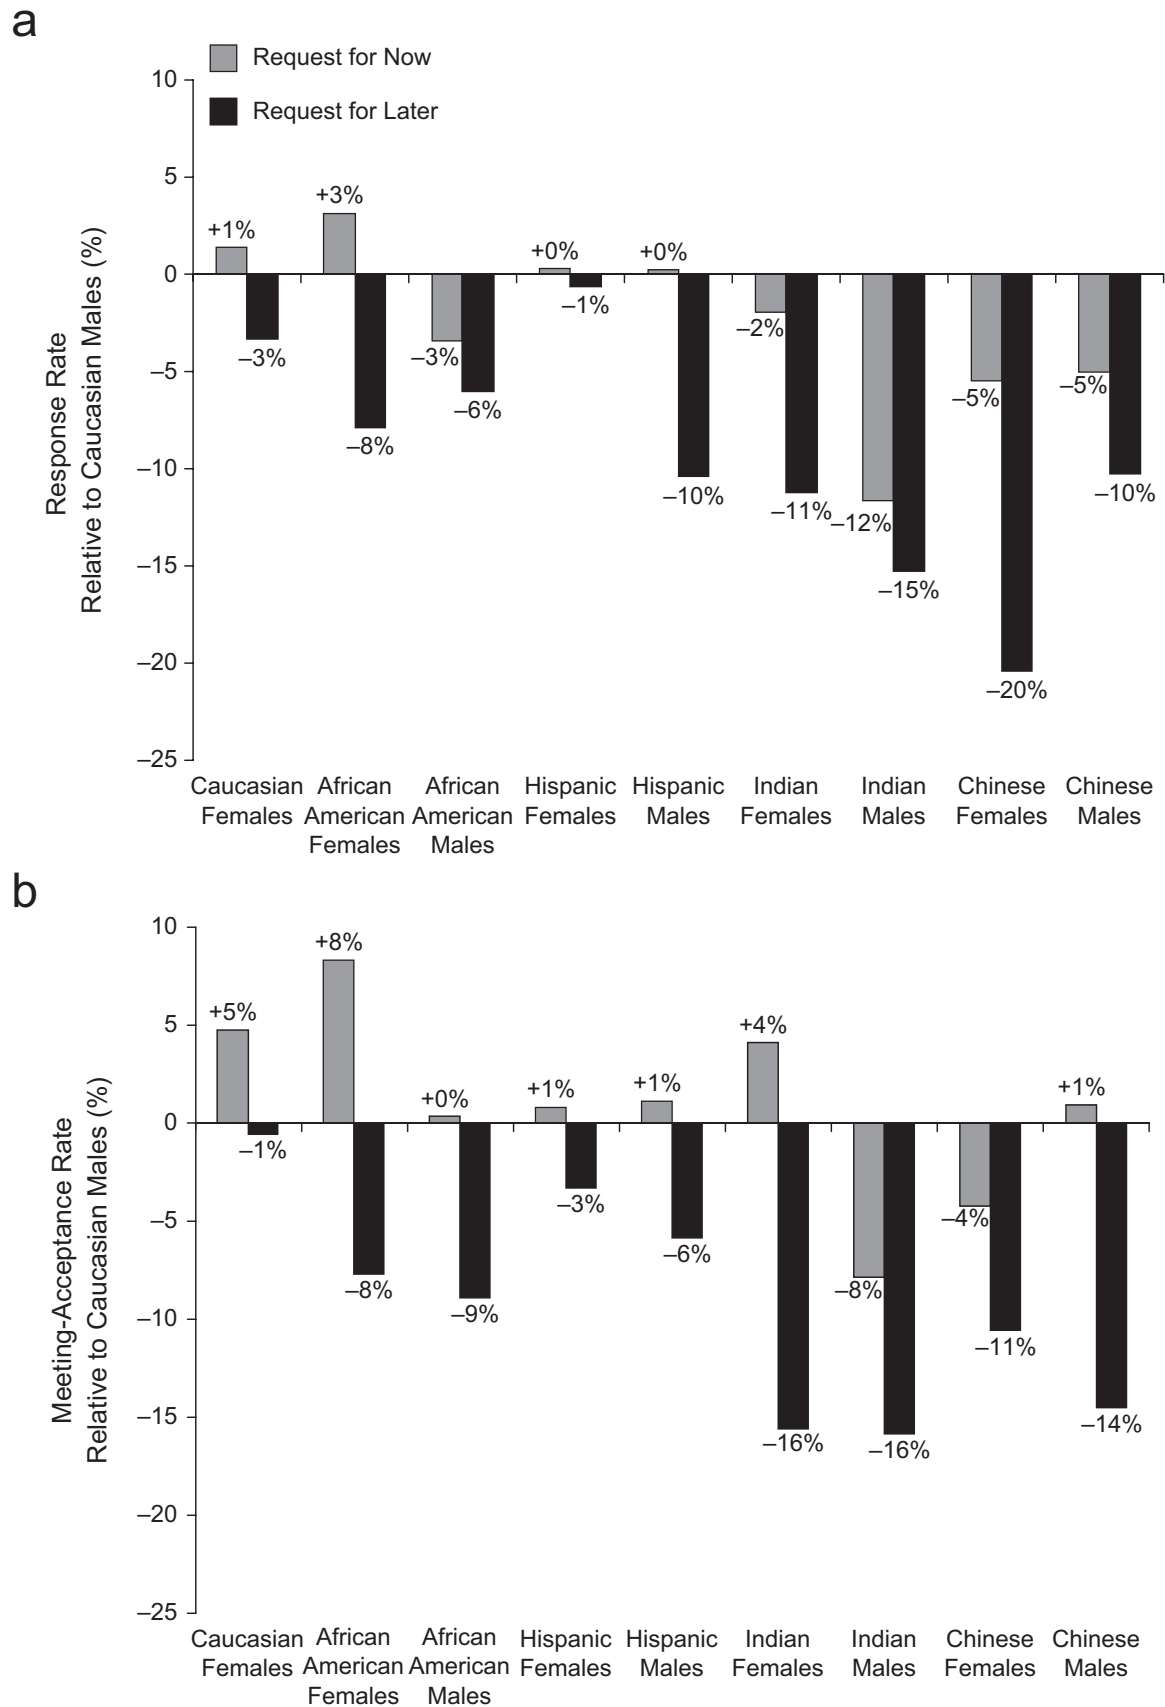 a
Request for Now
Request for Later
Response Rate
Relative to Caucasian Males (%)
10
5
0
–5
–10
–15
–20
–25
+1%
–3%
+3%
–8%
–3%
–6%
+0%
–1%
+0%
–10%
–2%
–11%
–12%
–15%
–5%
–20%
–5%
–10%
Caucasian
Females
African
American
Females
African
American
Males
Hispanic
Females
Hispanic
Males
Indian
Females
Indian
Males
Chinese
Females
Chinese
Males
b
Meeting-Acceptance Rate
Relative to Caucasian Males (%)
10
5
0
–5
–10
–15
–20
–25
+5%
–1%
+8%
–8%
+0%
–9%
+1%
–3%
+1%
–6%
+4%
–16%
–8%
–16%
–4%
–11%
+1%
–14%
Caucasian
Females
African
American
Females
African
American
Males
Hispanic
Females
Hispanic
Males
Indian
Females
Indian
Males
Chinese
Females
Chinese
Males